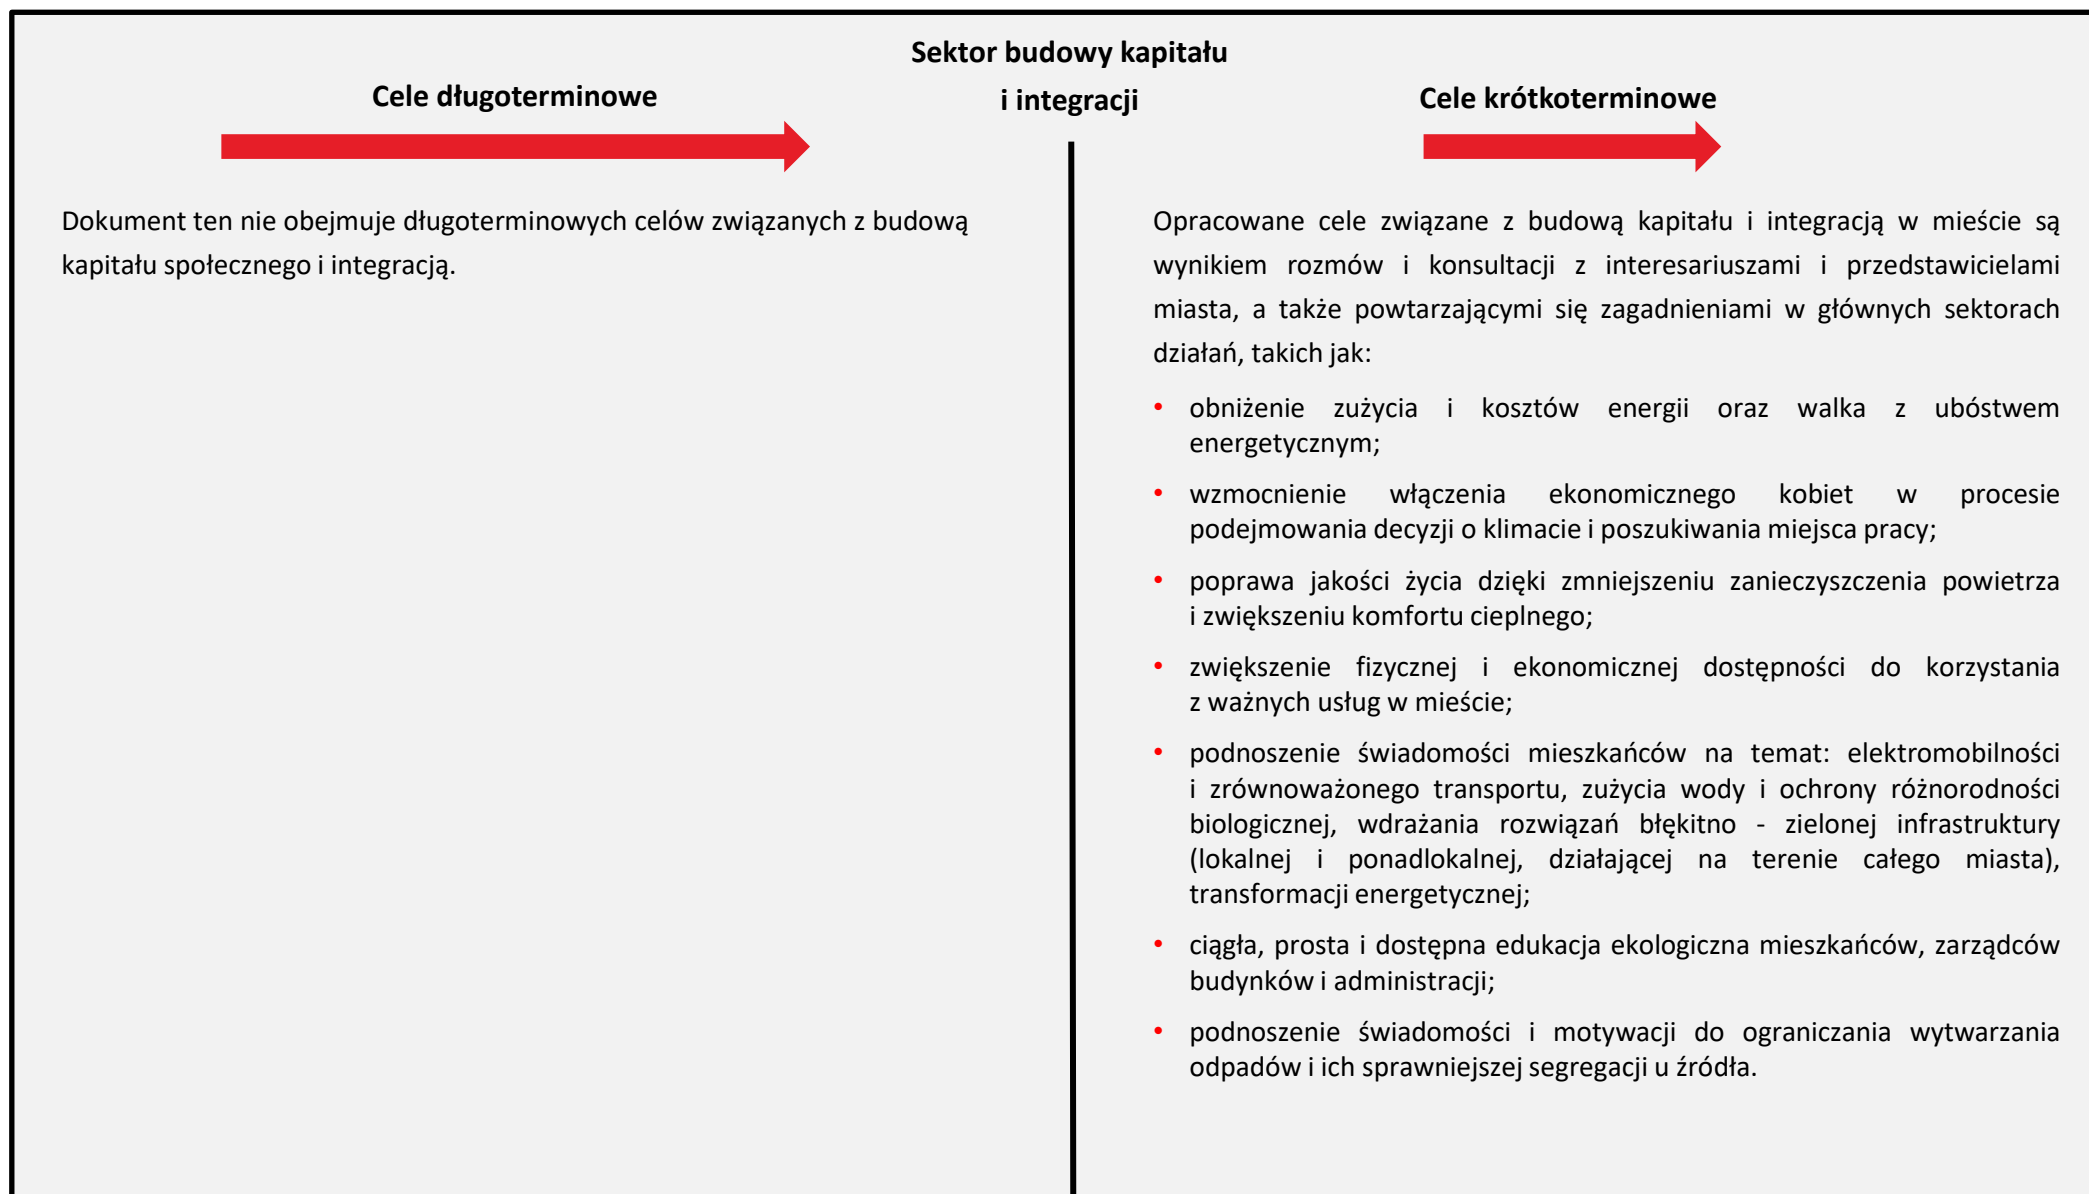 Sektor budowy kapitału
i integracji
Cele długoterminowe
Dokument ten nie obejmuje długoterminowych celów związanych z budową
kapitału społecznego i integracją.
Cele krótkoterminowe
Opracowane cele związane z budową kapitału i integracją w mieście są
wynikiem rozmów i konsultacji z interesariuszami i przedstawicielami
miasta, a także powtarzającymi się zagadnieniami w głównych sektorach
działań, takich jak:
• obniżenie zużycia i kosztów energii oraz walka z ubóstwem
energetycznym;
• wzmocnienie włączenia ekonomicznego kobiet w procesie
podejmowania decyzji o klimacie i poszukiwania miejsca pracy;
• poprawa jakości życia dzięki zmniejszeniu zanieczyszczenia powietrza
i zwiększeniu komfortu cieplnego;
• zwiększenie fizycznej i ekonomicznej dostępności do korzystania
z ważnych usług w mieście;
• podnoszenie świadomości mieszkańców na temat: elektromobilności
i zrównoważonego transportu, zużycia wody i ochrony różnorodności
biologicznej, wdrażania rozwiązań błękitno - zielonej infrastruktury
(lokalnej i ponadlokalnej, działającej na terenie całego miasta),
transformacji energetycznej;
• ciągła, prosta i dostępna edukacja ekologiczna mieszkańców, zarządców
budynków i administracji;
• podnoszenie świadomości i motywacji do ograniczania wytwarzania
odpadów i ich sprawniejszej segregacji u źródła.